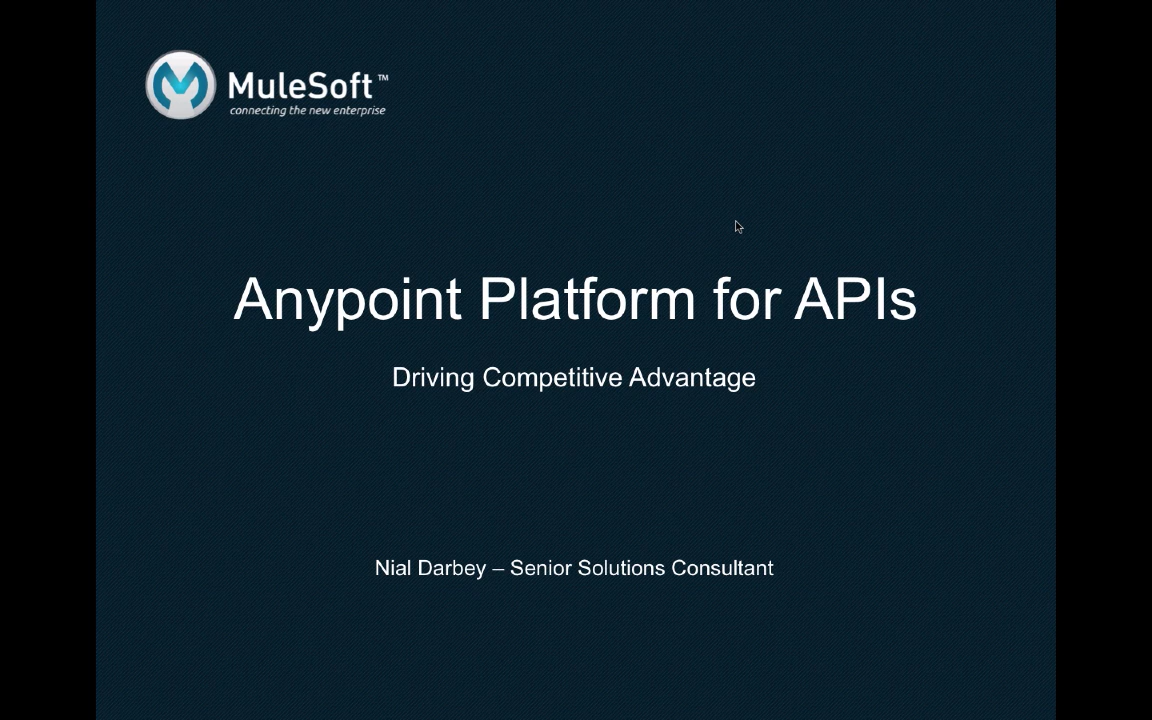 MuleSoft™
connecting the new enterprise
Anypoint Platform for APIs
Driving Competitive Advantage
Nial Darbey – Senior Solutions Consultant